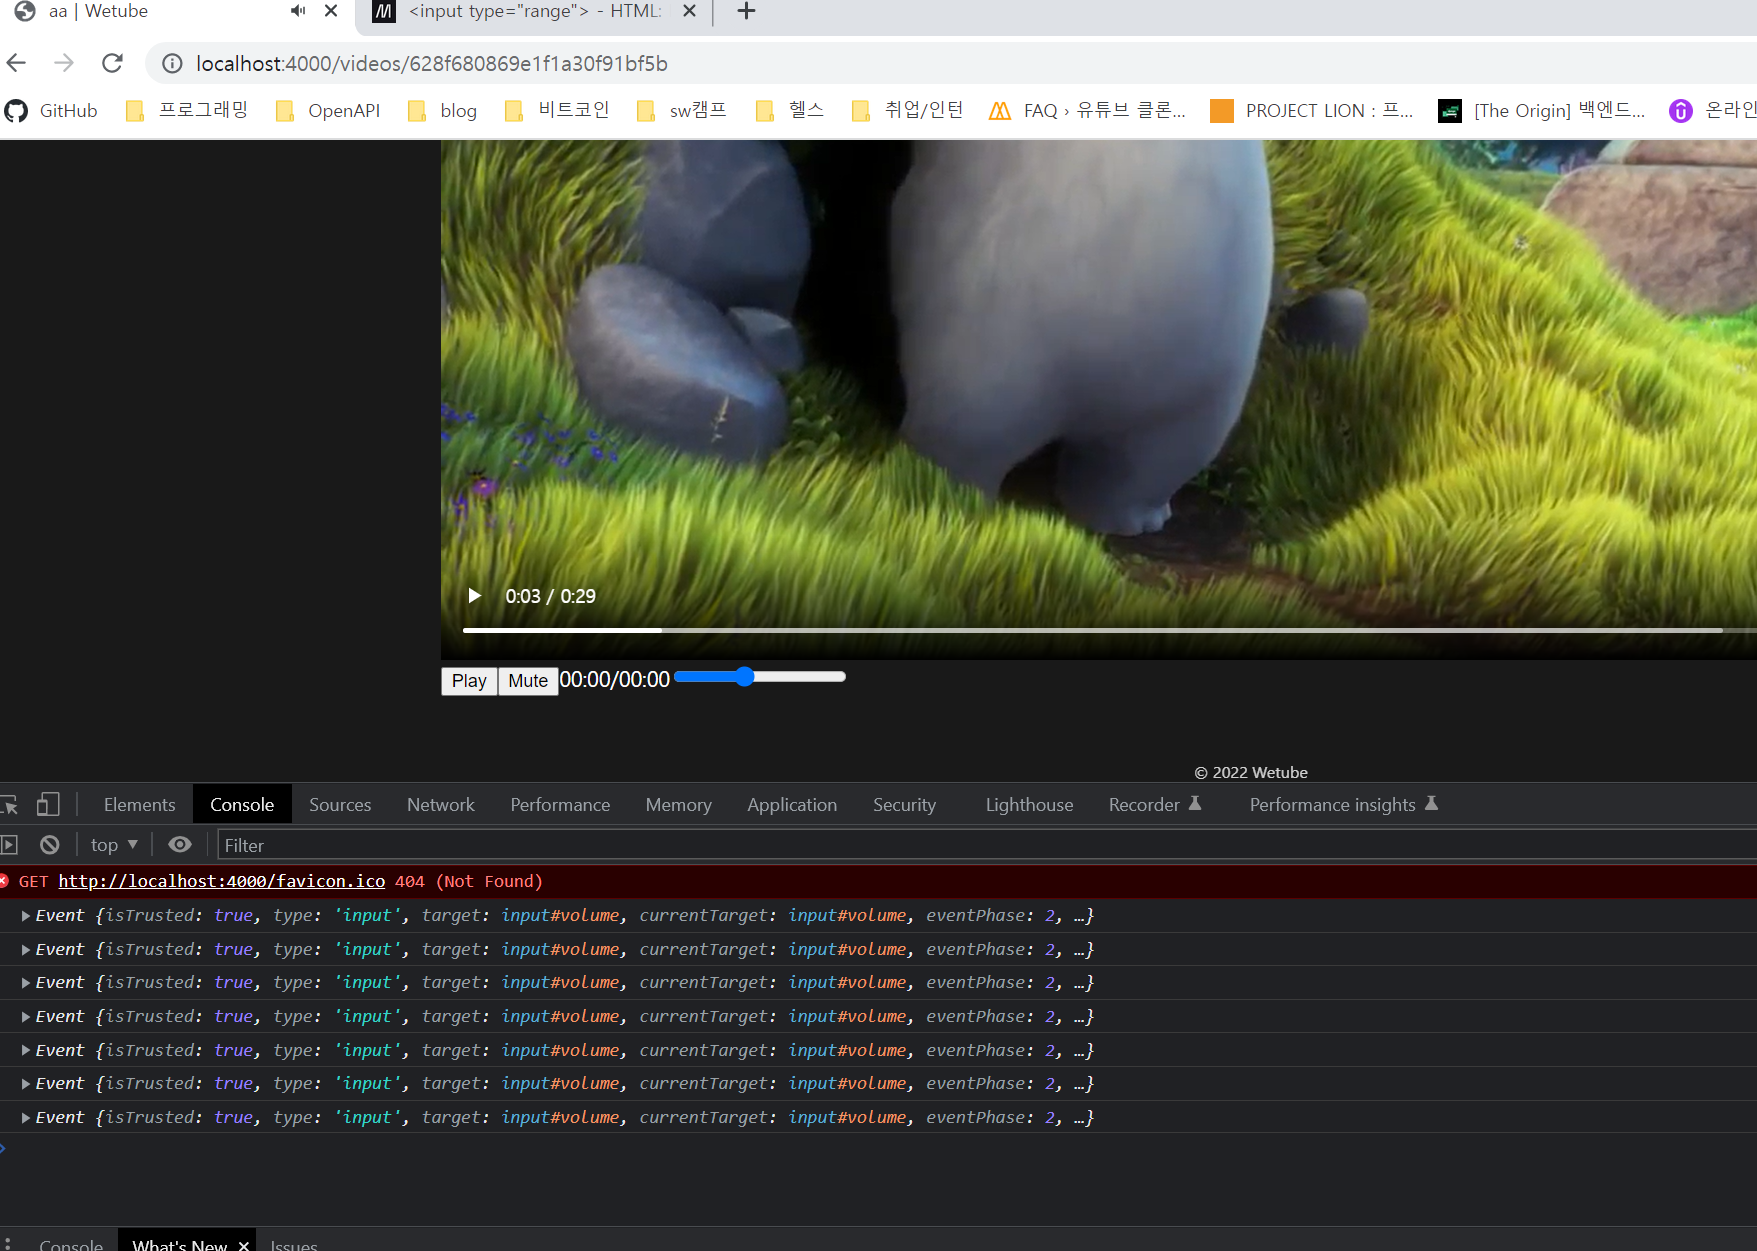 aa | Wetube
<input type="range"> - HTML:
localhost:4000/videos/628f680869e1f1a30f91bf5b
GitHub 프로그래밍 OpenAPI blog 비트코인 sw캠프 헬스 취업/인턴 FAQ › 유튜브 클론... PROJECT LION : 프... [The Origin] 백엔드... 온라인
0:03 / 0:29
Play Mute 00:00/00:00
© 2022 Wetube
Elements Console Sources Network Performance Memory Application Security Lighthouse Recorder Performance insights
top ▼ Filter
GET http://localhost:4000/favicon.ico 404 (Not Found)
▶ Event {isTrusted: true, type: 'input', target: input#volume, currentTarget: input#volume, eventPhase: 2, …}
▶ Event {isTrusted: true, type: 'input', target: input#volume, currentTarget: input#volume, eventPhase: 2, …}
▶ Event {isTrusted: true, type: 'input', target: input#volume, currentTarget: input#volume, eventPhase: 2, …}
▶ Event {isTrusted: true, type: 'input', target: input#volume, currentTarget: input#volume, eventPhase: 2, …}
▶ Event {isTrusted: true, type: 'input', target: input#volume, currentTarget: input#volume, eventPhase: 2, …}
▶ Event {isTrusted: true, type: 'input', target: input#volume, currentTarget: input#volume, eventPhase: 2, …}
▶ Event {isTrusted: true, type: 'input', target: input#volume, currentTarget: input#volume, eventPhase: 2, …}
Console What's New Issues